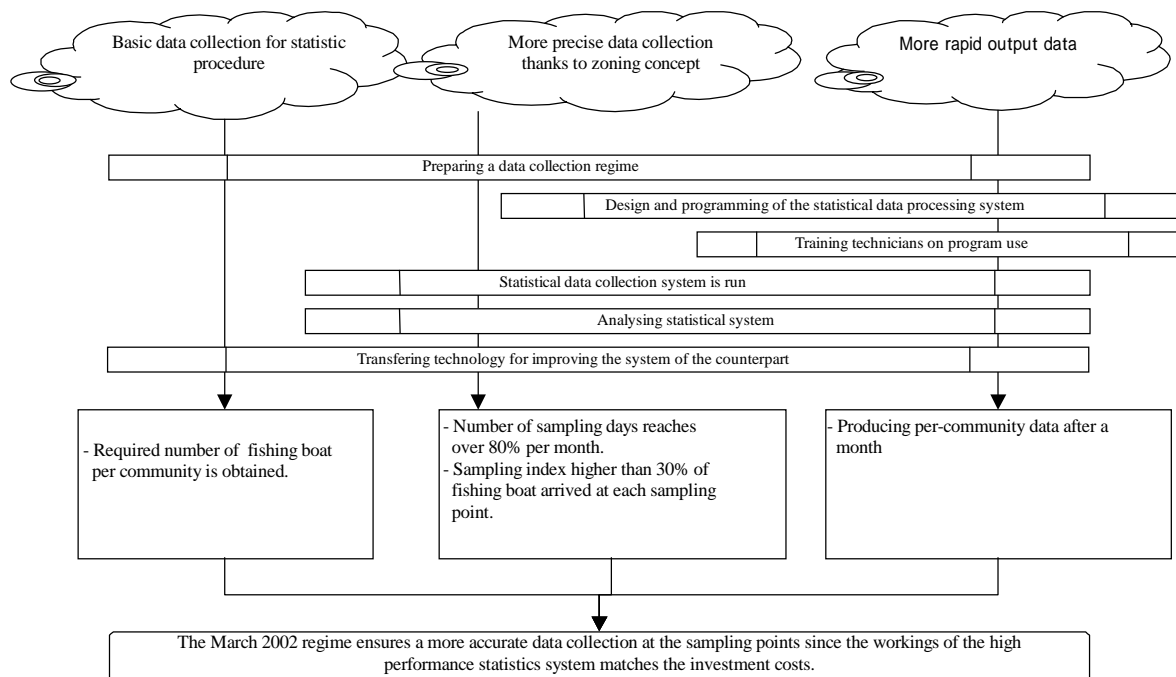 Basic data collection for statistic
procedure
More precise data collection
thanks to zoning concept
More rapid output data
Preparing a data collection regime
Design and programming of the statistical data processing system
Training technicians on program use
Statistical data collection system is run
Analysing statistical system
Transfering technology for improving the system of the counterpart
- Required number of fishing boat
per community is obtained.
- Number of sampling days reaches
over 80% per month.
- Sampling index higher than 30% of
fishing boat arrived at each sampling
point.
- Producing per-community data after a
month
The March 2002 regime ensures a more accurate data collection at the sampling points since the workings of the high
performance statistics system matches the investment costs.